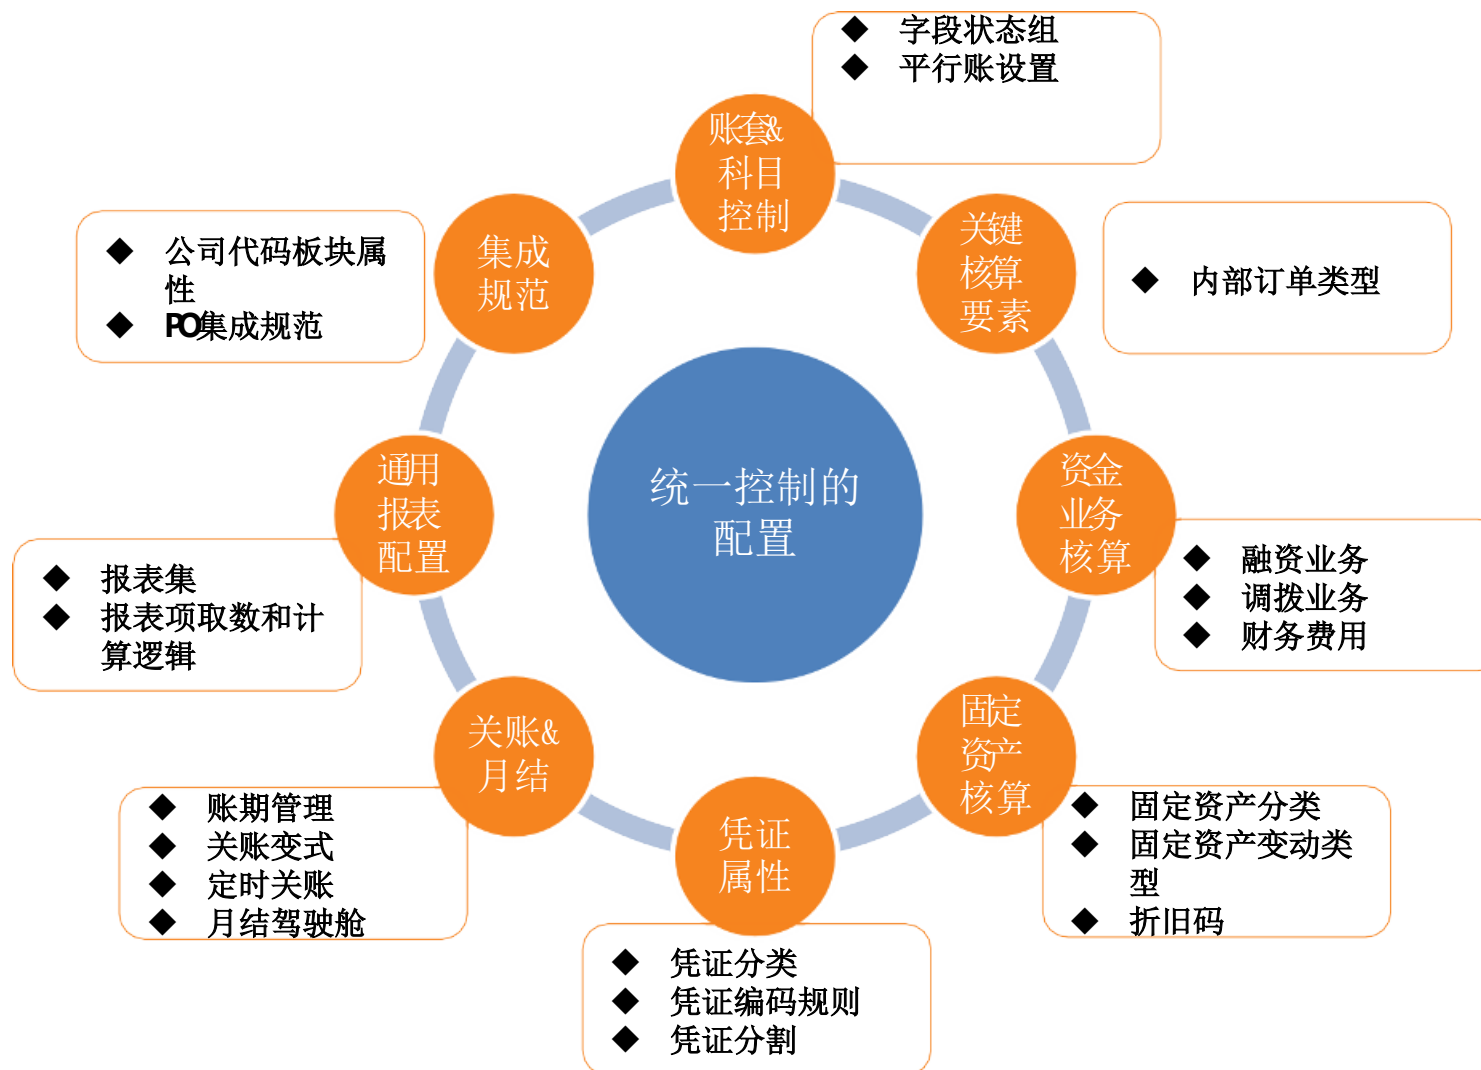 字段状态组
平行账设置
账套&
科目
控制
关键
核算
要素
内部订单类型
资金
业务
核算
融资业务
调拨业务
财务费用
固定
资产
核算
固定资产分类
固定资产变动类
型
折旧码
凭证
属性
凭证分类
凭证编码规则
凭证分割
关账&
月结
账期管理
关账变式
定时关账
月结驾驶舱
通用
报表
配置
报表集
报表项取数和计
算逻辑
集成
规范
公司代码板块属
性
PO集成规范
统一控制的
配置